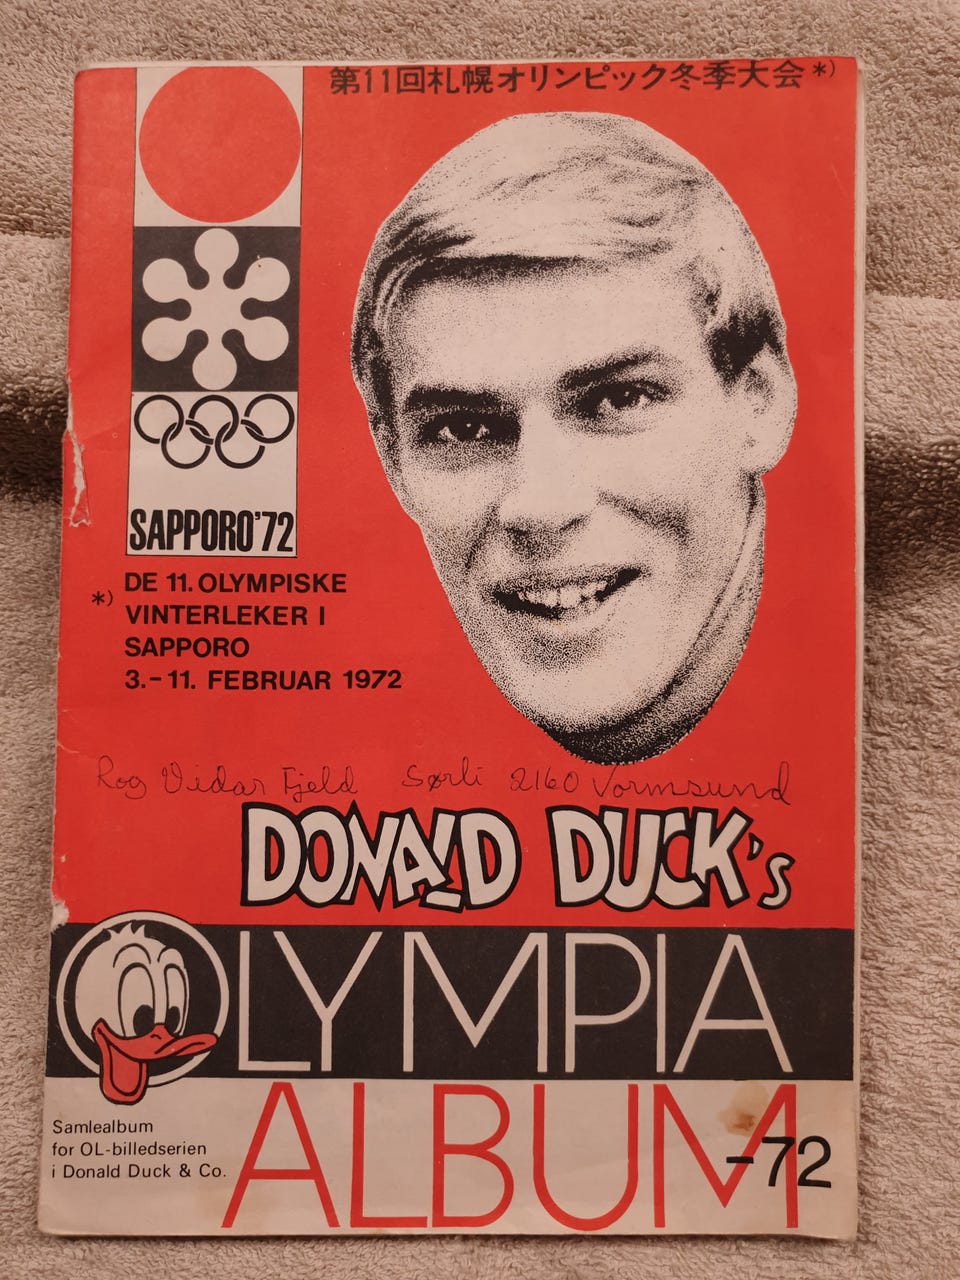 第11回札幌オリンピック冬季大会*)
SAPPORO'72
*) DE 11. OLYMPISKE
VINTERLEKER I
SAPPORO
3.-11. FEBRUAR 1972
Roy Vidar Fjeld Sørli 2160 Vormsund
DONALD DUCK's
OLYMPIA
ALBUM
-72
Samlealbum
for OL-billedserien
i Donald Duck & Co.